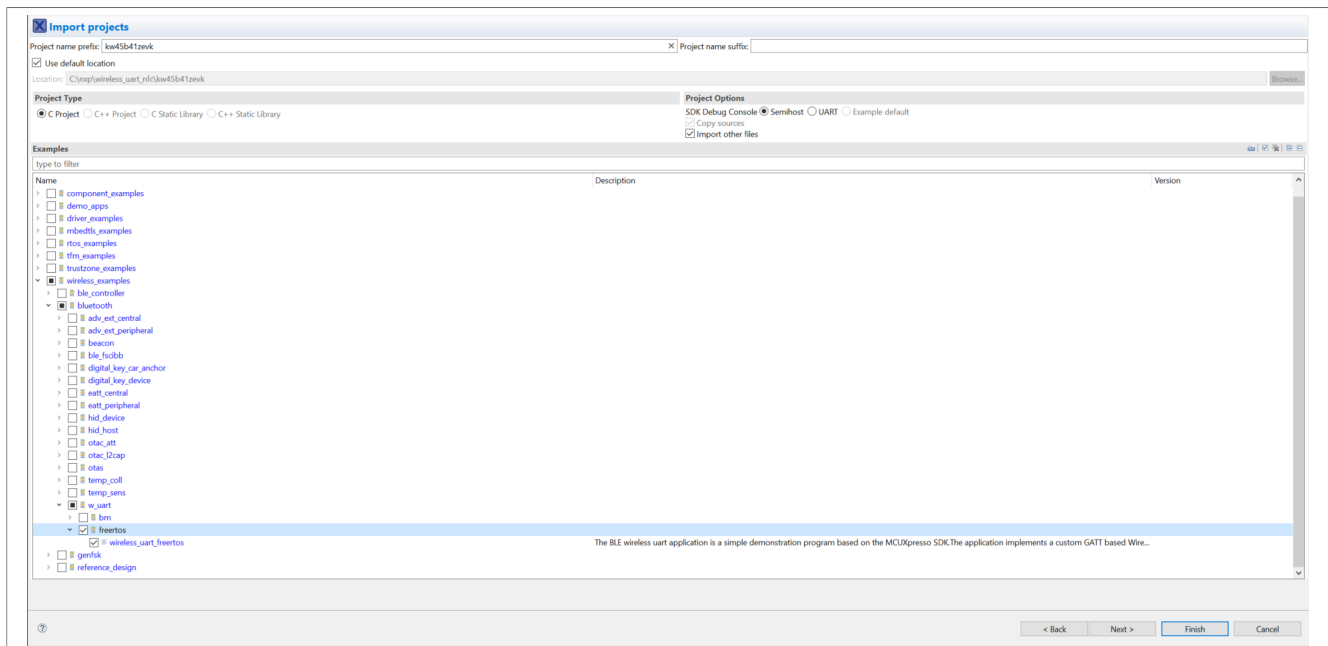 Import projects
Project name prefix: kw45b41zevk Project name suffix:
Use default location
Location: C:\nxp\wireless_uart_nfc\kw45b41zevk Browse...
Project Type Project Options
C Project C++ Project C Static Library C++ Static Library SDK Debug Console Semihost UART Example default
Copy sources
Import other files
Examples
type to filter
Name Description Version
component_examples
demo_apps
driver_examples
mbedtls_examples
rtos_examples
tfm_examples
trustzone_examples
wireless_examples
ble_controller
bluetooth
adv_ext_central
adv_ext_peripheral
beacon
ble_fscibb
digital_key_car_anchor
digital_key_device
eatt_central
eatt_peripheral
hid_device
hid_host
otac_att
otac_l2cap
otas
temp_coll
temp_sens
w_uart
bm
freertos
wireless_uart_freertos The BLE wireless uart application is a simple demonstration program based on the MCUXpresso SDK.The application implements a custom GATT based Wire...
genfsk
reference_design
< Back Next > Finish Cancel